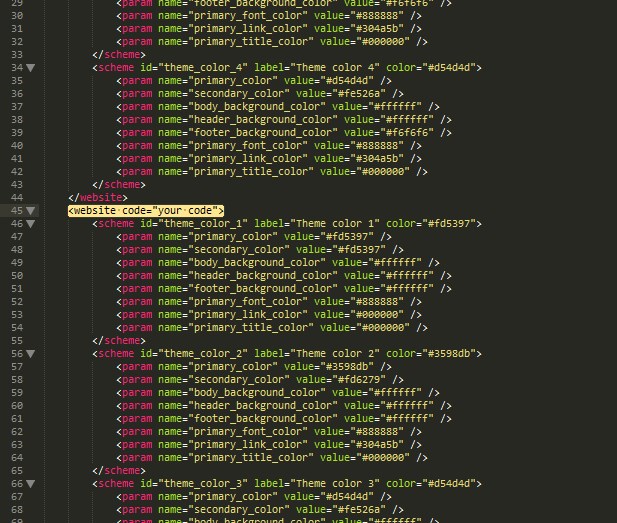 29 <param name="footer_background_color" value="#f6f6f6" />
30 <param name="primary_font_color" value="#888888" />
31 <param name="primary_link_color" value="#304a5b" />
32 <param name="primary_title_color" value="#000000" />
33 </scheme>
34 <scheme id="theme_color_4" label="Theme color 4" color="#d54d4d">
35 <param name="primary_color" value="#d54d4d" />
36 <param name="secondary_color" value="#fe526a" />
37 <param name="body_background_color" value="#ffffff" />
38 <param name="header_background_color" value="#ffffff" />
39 <param name="footer_background_color" value="#f6f6f6" />
40 <param name="primary_font_color" value="#888888" />
41 <param name="primary_link_color" value="#304a5b" />
42 <param name="primary_title_color" value="#000000" />
43 </scheme>
44 </website>
45 <website code="your code">
46 <scheme id="theme_color_1" label="Theme color 1" color="#fd5397">
47 <param name="primary_color" value="#fd5397" />
48 <param name="secondary_color" value="#fd5397" />
49 <param name="body_background_color" value="#ffffff" />
50 <param name="header_background_color" value="#ffffff" />
51 <param name="footer_background_color" value="#ffffff" />
52 <param name="primary_font_color" value="#888888" />
53 <param name="primary_link_color" value="#000000" />
54 <param name="primary_title_color" value="#000000" />
55 </scheme>
56 <scheme id="theme_color_2" label="Theme color 2" color="#3598db">
57 <param name="primary_color" value="#3598db" />
58 <param name="secondary_color" value="#fd6279" />
59 <param name="body_background_color" value="#ffffff" />
60 <param name="header_background_color" value="#ffffff" />
61 <param name="footer_background_color" value="#ffffff" />
62 <param name="primary_font_color" value="#888888" />
63 <param name="primary_link_color" value="#304a5b" />
64 <param name="primary_title_color" value="#000000" />
65 </scheme>
66 <scheme id="theme_color_3" label="Theme color 3" color="#d54d4d">
67 <param name="primary_color" value="#d54d4d" />
68 <param name="secondary_color" value="#fe526a" />
69 <param name="body_background_color" value="#ffffff" />